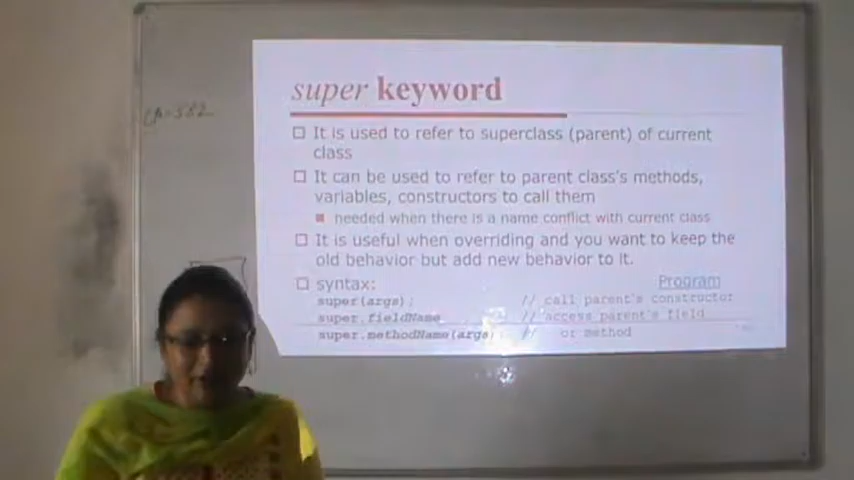 super keyword
It is used to refer to superclass (parent) of current
class
It can be used to refer to parent class's methods,
variables, constructors to call them
needed when there is a name conflict with current class
It is useful when overriding and you want to keep the
old behavior but add new behavior to it.
syntax:
Program
super(args); // call parent's constructor
super.fieldName // access parent's field
super.methodName(args) // or method